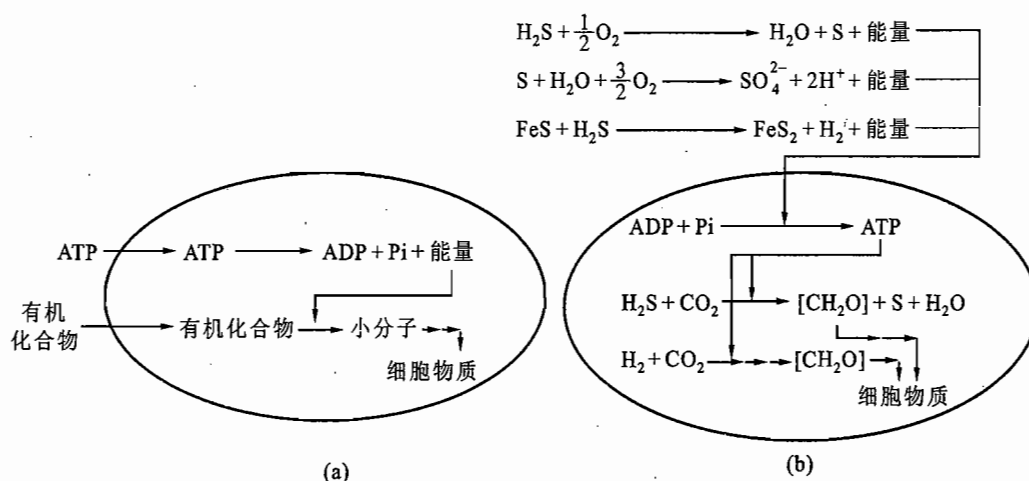 H₂S + 1/2 O₂ → H₂O + S + 能量
S + H₂O + 3/2 O₂ → SO₄²⁻ + 2H⁺ + 能量
FeS + H₂S → FeS₂ + H₂ + 能量
ATP → ATP → ADP + Pi + 能量
有机
化合物 → 有机化合物 → 小分子
细胞物质
(a)
ADP + Pi → ATP
H₂S + CO₂ → [CH₂O] + S + H₂O
H₂ + CO₂ → [CH₂O]
细胞物质
(b)